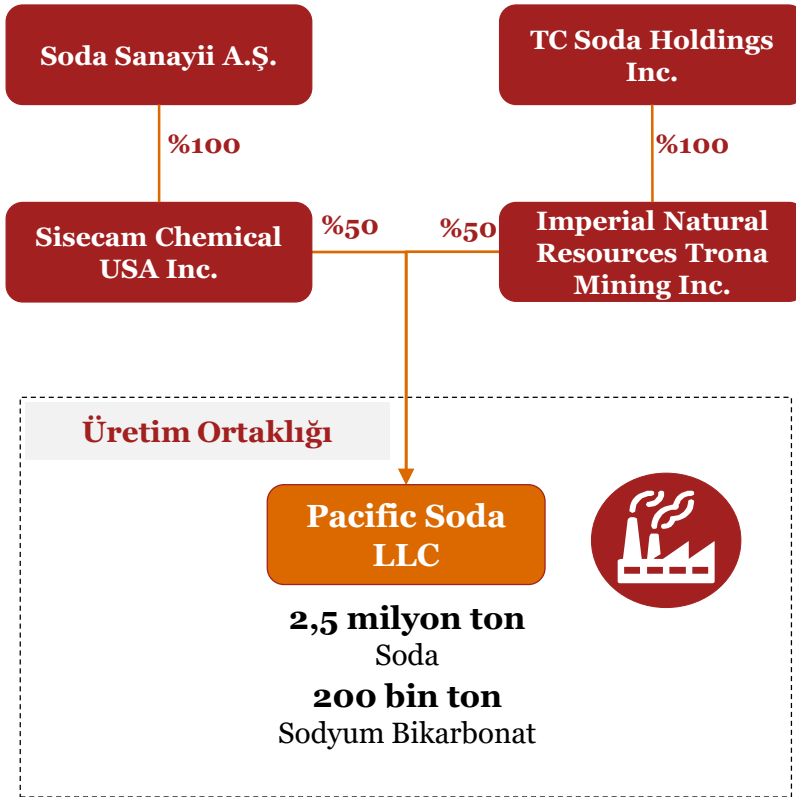 Soda Sanayii A.Ş.
TC Soda Holdings
Inc.
%100
%100
Sisecam Chemical
USA Inc.
%50
%50
Imperial Natural
Resources Trona
Mining Inc.
Üretim Ortaklığı
Pacific Soda
LLC
2,5 milyon ton
Soda
200 bin ton
Sodyum Bikarbonat